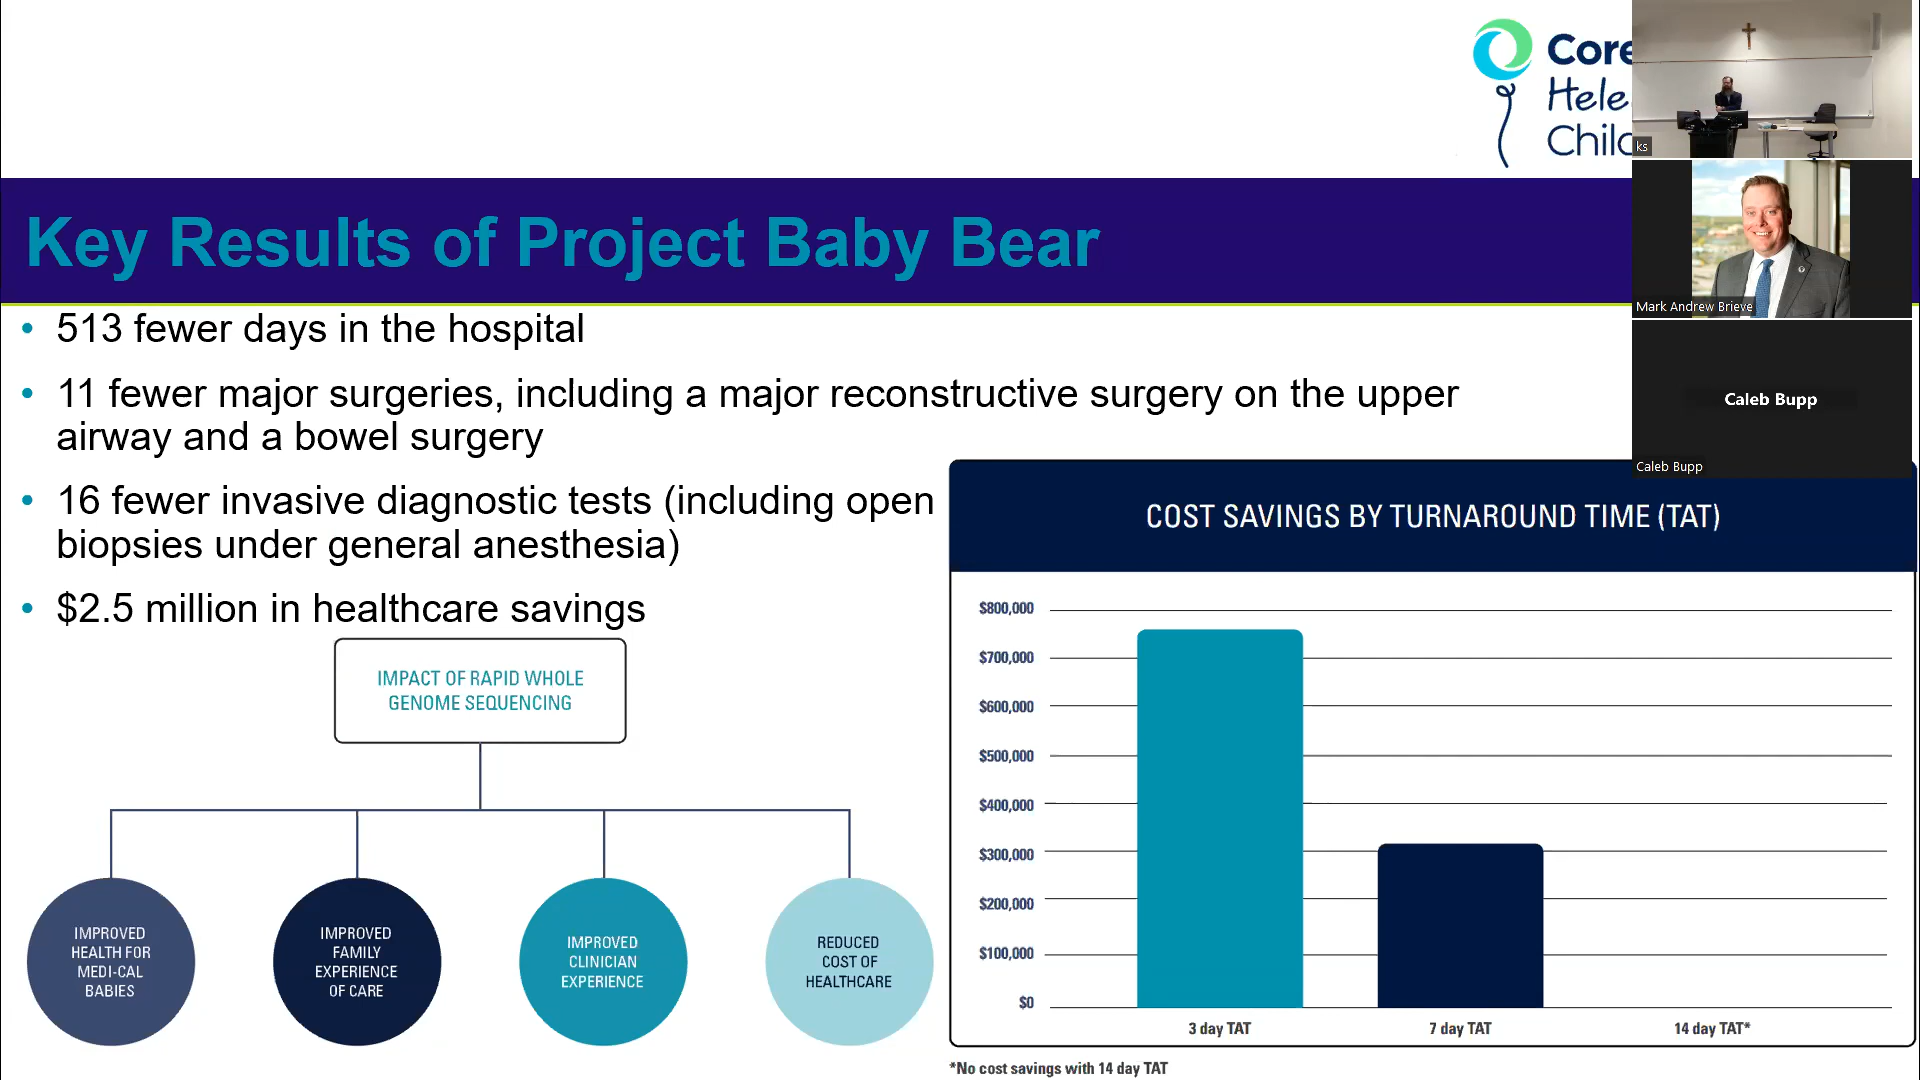 Core
Hele
Chilc
ks
Mark Andrew Brieve
Caleb Bupp
Caleb Bupp
Key Results of Project Baby Bear
• 513 fewer days in the hospital
• 11 fewer major surgeries, including a major reconstructive surgery on the upper
airway and a bowel surgery
• 16 fewer invasive diagnostic tests (including open
biopsies under general anesthesia)
• $2.5 million in healthcare savings
IMPACT OF RAPID WHOLE
GENOME SEQUENCING
IMPROVED
HEALTH FOR
MEDI-CAL
BABIES
IMPROVED
FAMILY
EXPERIENCE
OF CARE
IMPROVED
CLINICIAN
EXPERIENCE
REDUCED
COST OF
HEALTHCARE
COST SAVINGS BY TURNAROUND TIME (TAT)
$800,000
$700,000
$600,000
$500,000
$400,000
$300,000
$200,000
$100,000
$0
3 day TAT
7 day TAT
14 day TAT*
*No cost savings with 14 day TAT